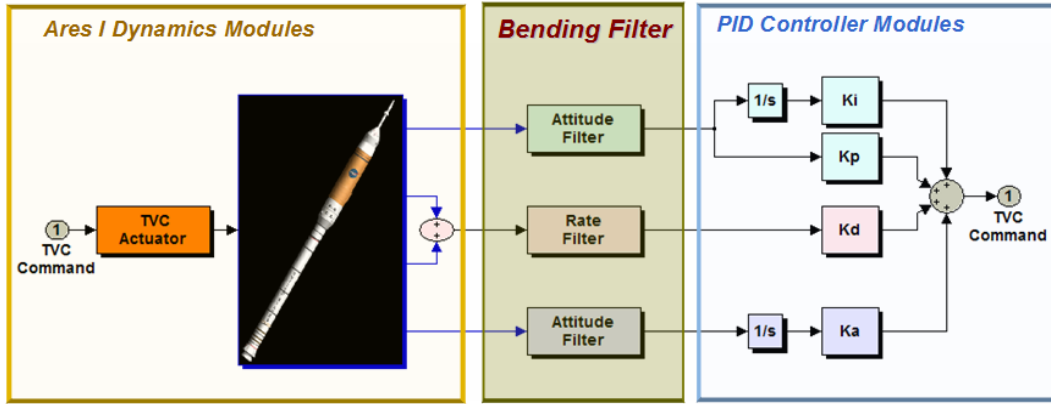 Ares I Dynamics Modules
Bending Filter
PID Controller Modules
1
TVC
Command
TVC
Actuator
+
+
Attitude
Filter
Rate
Filter
Attitude
Filter
1/s
Ki
Kp
Kd
1/s
Ka
+
+
+
+
1
TVC
Command